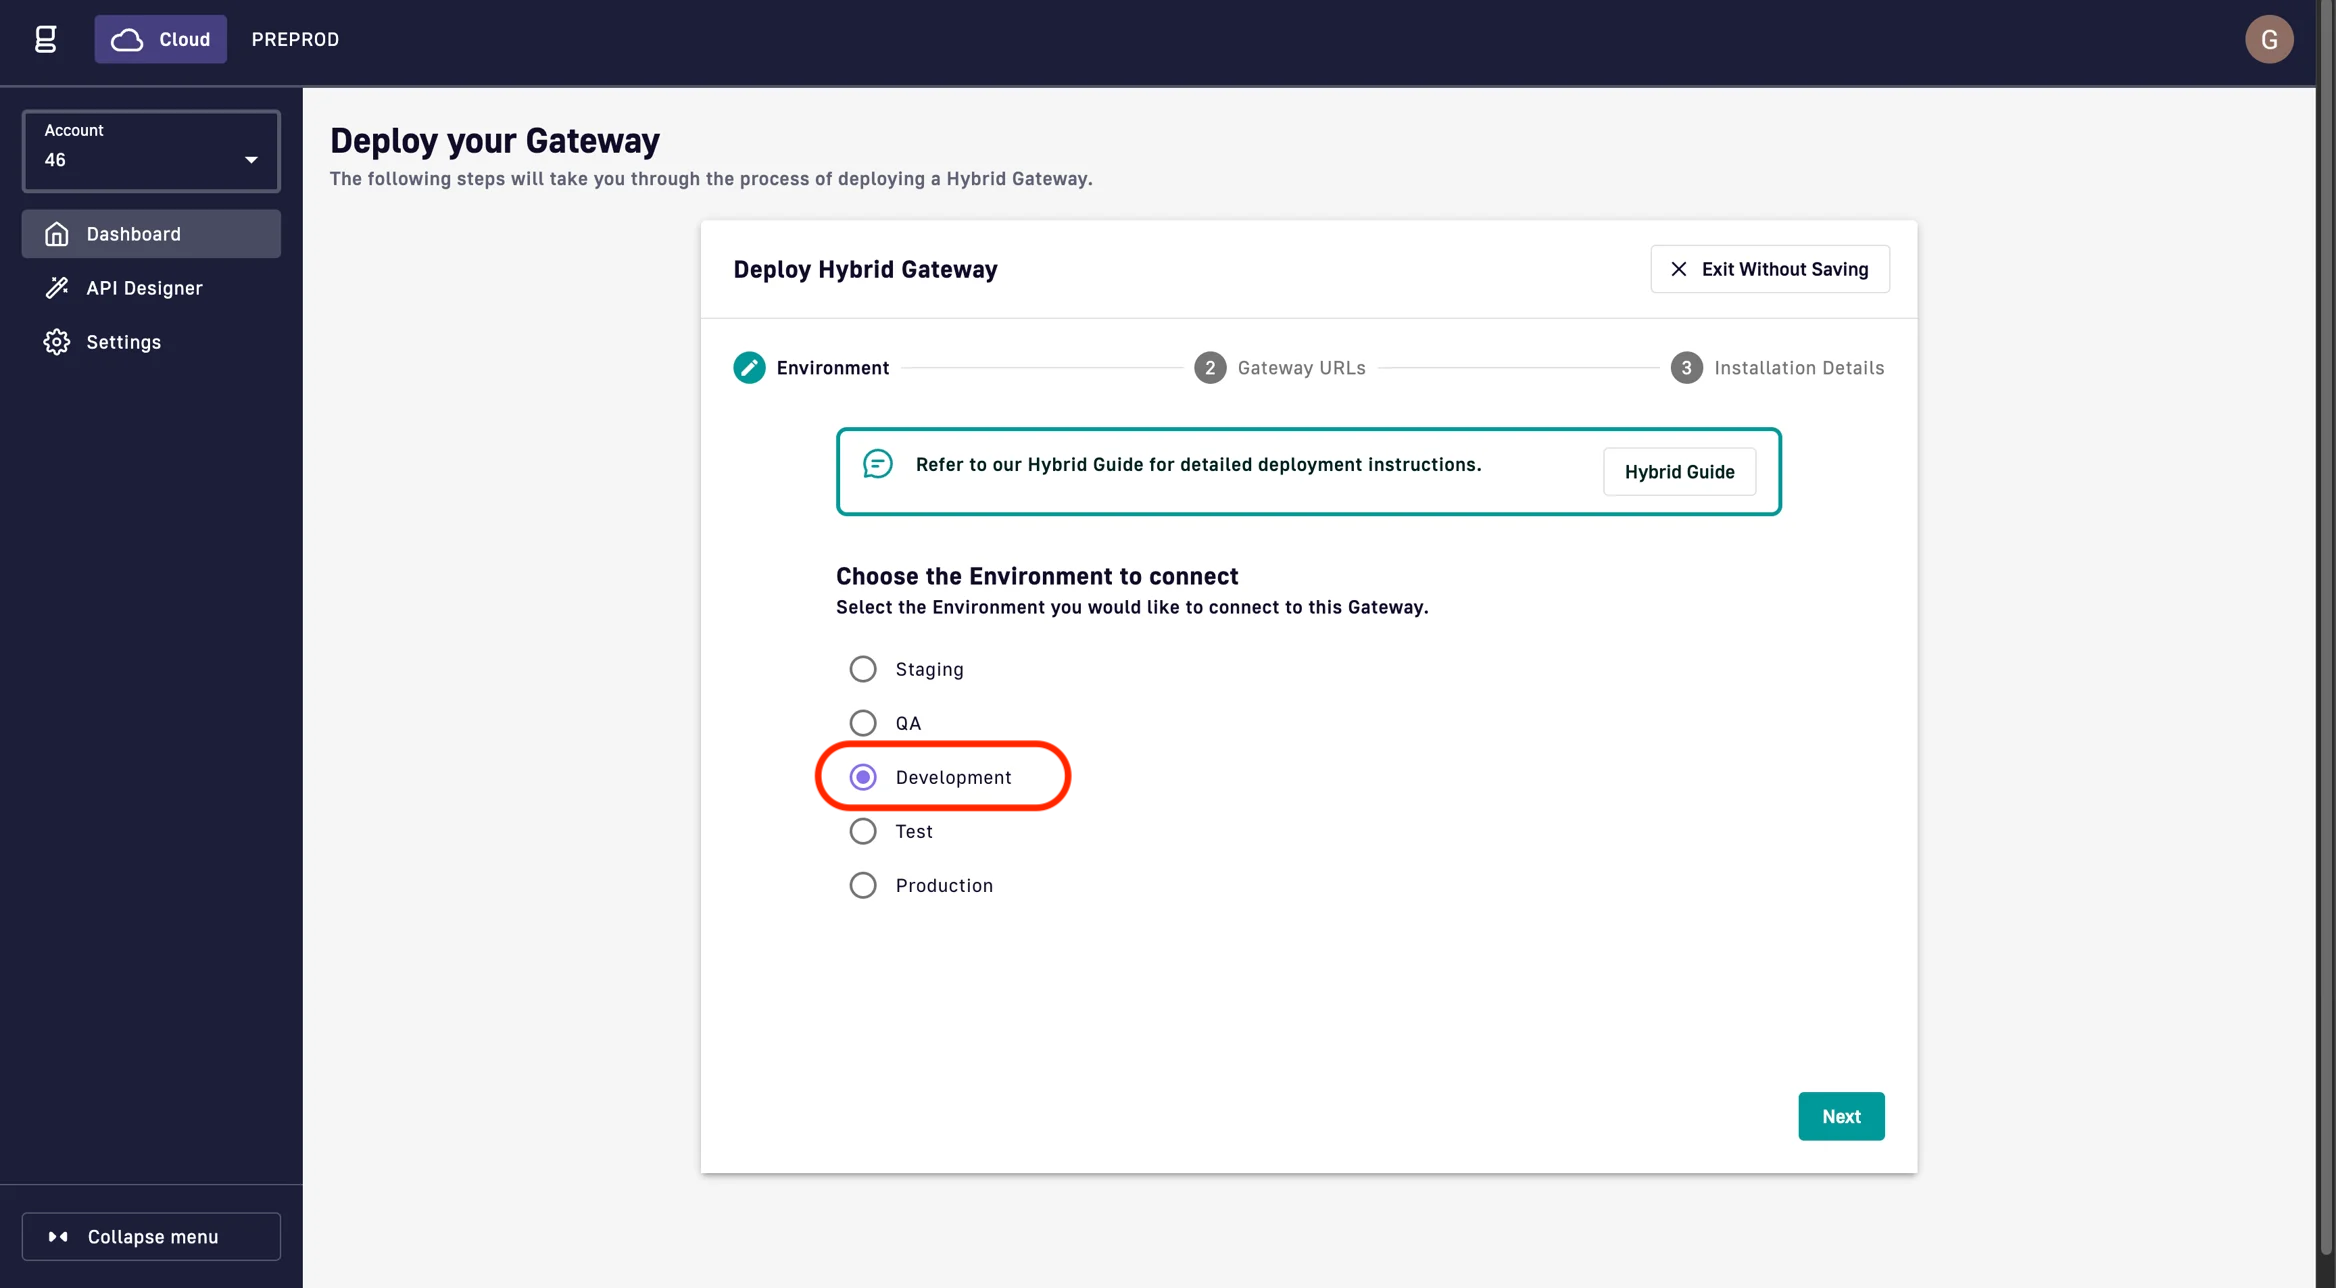 g
Cloud
PREPROD
G
Account
46
Dashboard
API Designer
Settings
Collapse menu
Deploy your Gateway
The following steps will take you through the process of deploying a Hybrid Gateway.
Deploy Hybrid Gateway
Exit Without Saving
Environment
2 Gateway URLs
3 Installation Details
Refer to our Hybrid Guide for detailed deployment instructions.
Hybrid Guide
Choose the Environment to connect
Select the Environment you would like to connect to this Gateway.
Staging
QA
Development
Test
Production
Next